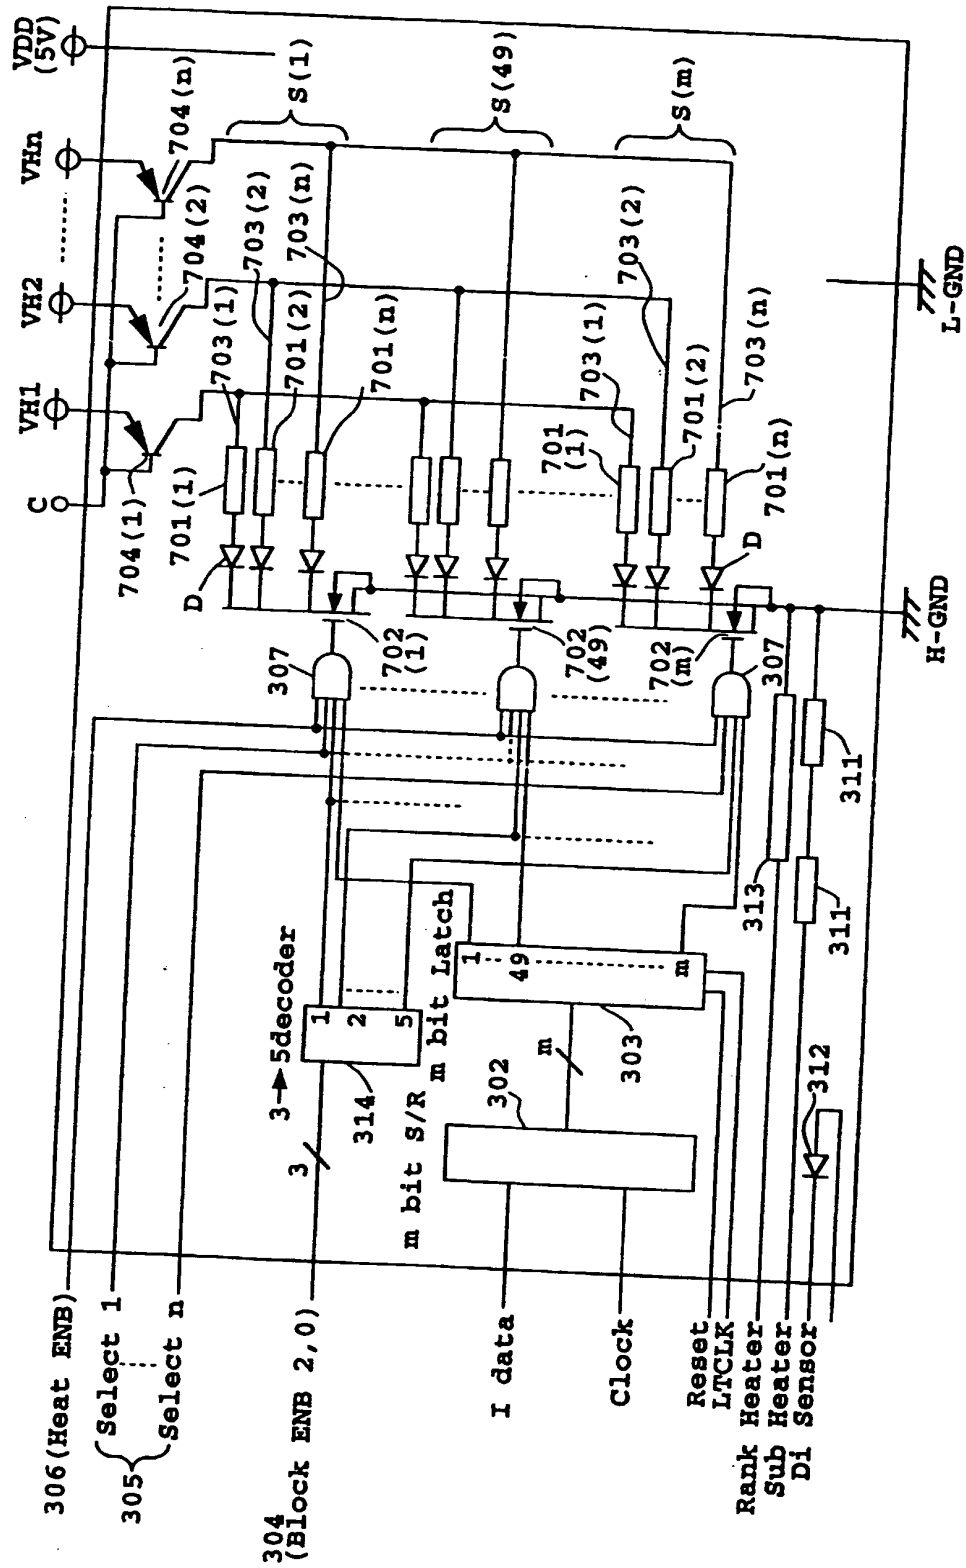 306(Heat ENB)
305
Select 1
Select n
304
(Block ENB 2,0)
I data
Clock
Reset
LTCLK
Rank Heater
Sub Heater
Di Sensor
3
3→5decoder
1
2
5
314
m bit S/R
m bit Latch
302
m
303
1
49
m
312
313
311
311
307
307
702
(1)
702
(49)
702
(m)
D
D
C
VH1
VH2
VHn
VDD
(5V)
704(1)
704(2)
704(n)
701(1)
703(1)
703(2)
701(2)
703(n)
701(n)
S(1)
S(49)
S(m)
701
(1)
703(1)
703(2)
701(2)
703(n)
701(n)
H-GND
L-GND